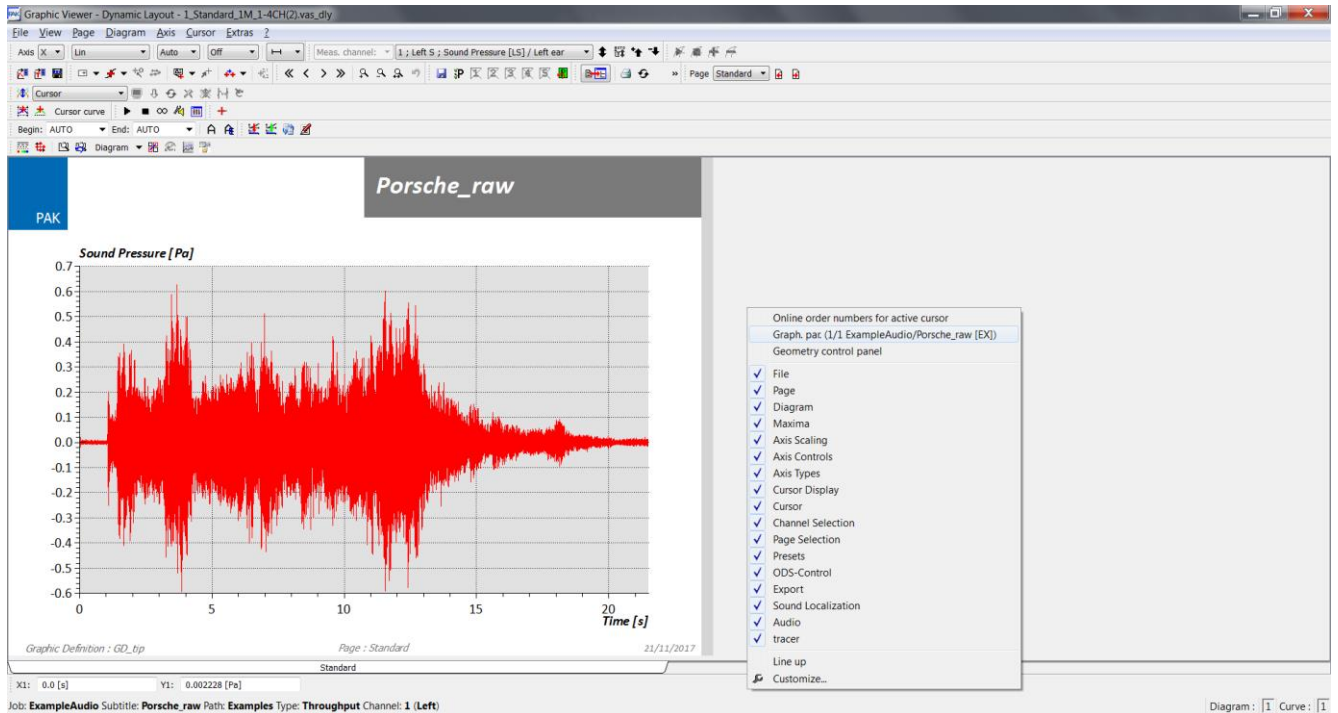 Graphic Viewer - Dynamic Layout - 1_Standard_1M_1-4CH(2).vas_dly
File View Page Diagram Axis Cursor Extras ?
Axis X Lin Auto Off Meas. channel: 1 ; Left S ; Sound Pressure [LS] / Left ear
Page Standard
Cursor
Cursor curve
Begin: AUTO End: AUTO
Diagram
PAK
Porsche_raw
Sound Pressure [Pa]
0.7
0.6
0.5
0.4
0.3
0.2
0.1
0.0
-0.1
-0.2
-0.3
-0.4
-0.5
-0.6
0 5 10 15 20
Time [s]
Graphic Definition : GD_tip Page : Standard 21/11/2017
Standard
X1: 0.0 [s] Y1: 0.002228 [Pa]
Job: ExampleAudio Subtitle: Porsche_raw Path: Examples Type: Throughput Channel: 1 (Left)
Diagram : 1 Curve : 1
Online order numbers for active cursor
Graph. par. (1/1 ExampleAudio/Porsche_raw [EX])
Geometry control panel
File
Page
Diagram
Maxima
Axis Scaling
Axis Controls
Axis Types
Cursor Display
Cursor
Channel Selection
Page Selection
Presets
ODS-Control
Export
Sound Localization
Audio
tracer
Line up
Customize...